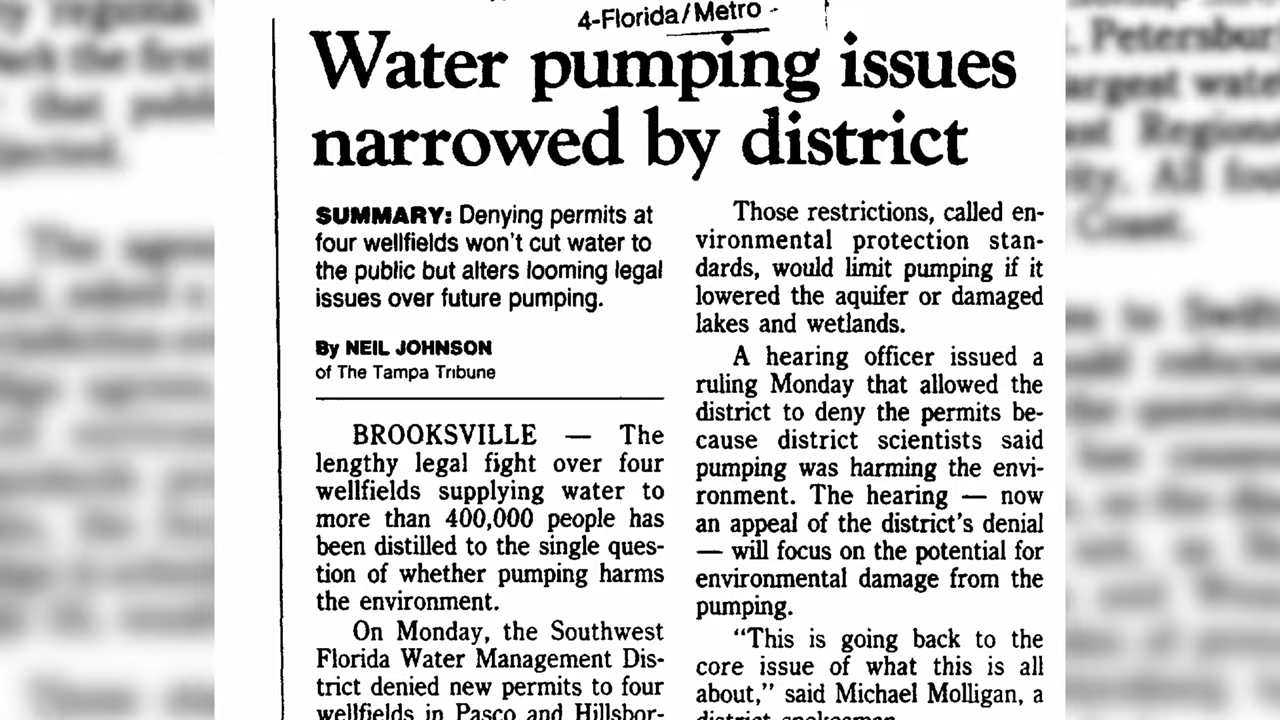 4-Florida/Metro -
Water pumping issues
narrowed by district
SUMMARY: Denying permits at
four wellfields won't cut water to
the public but alters looming legal
issues over future pumping.
By NEIL JOHNSON
of The Tampa Tribune
BROOKSVILLE — The
lengthy legal fight over four
wellfields supplying water to
more than 400,000 people has
been distilled to the single ques-
tion of whether pumping harms
the environment.
On Monday, the Southwest
Florida Water Management Dis-
trict denied new permits to four
wellfields in Pasco and Hillsbor-
Those restrictions, called en-
vironmental protection stan-
dards, would limit pumping if it
lowered the aquifer or damaged
lakes and wetlands.
A hearing officer issued a
ruling Monday that allowed the
district to deny the permits be-
cause district scientists said
pumping was harming the envi-
ronment. The hearing — now
an appeal of the district's denial
— will focus on the potential for
environmental damage from the
pumping.
"This is going back to the
core issue of what this is all
about," said Michael Molligan, a
district spokesman